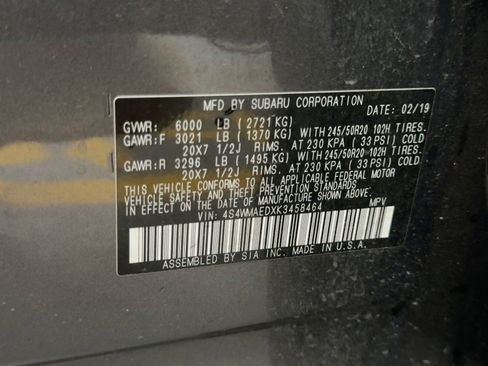 MFD BY SUBARU CORPORATION DATE: 02/19
GVWR: 6000 LB (2721 KG)
GAWR:F 3021 LB (1370 KG) WITH 245/50R20 102H TIRES.
20X7 1/2J RIMS. AT 230 KPA (33 PSI) COLD
GAWR:R 3296 LB (1495 KG) WITH 245/50R20 102H TIRES.
20X7 1/2J RIMS. AT 230 KPA (33 PSI) COLD
THIS VEHICLE CONFORMS TO ALL APPLICABLE FEDERAL MOTOR
VEHICLE SAFETY AND THEFT PREVENTION STANDARDS
IN EFFECT ON THE DATE OF MANUFACTURE SHOWN ABOVE.
VIN: 4S4WMAEDXK3458464 MPV
ASSEMBLED BY SIA INC. MADE IN U.S.A.